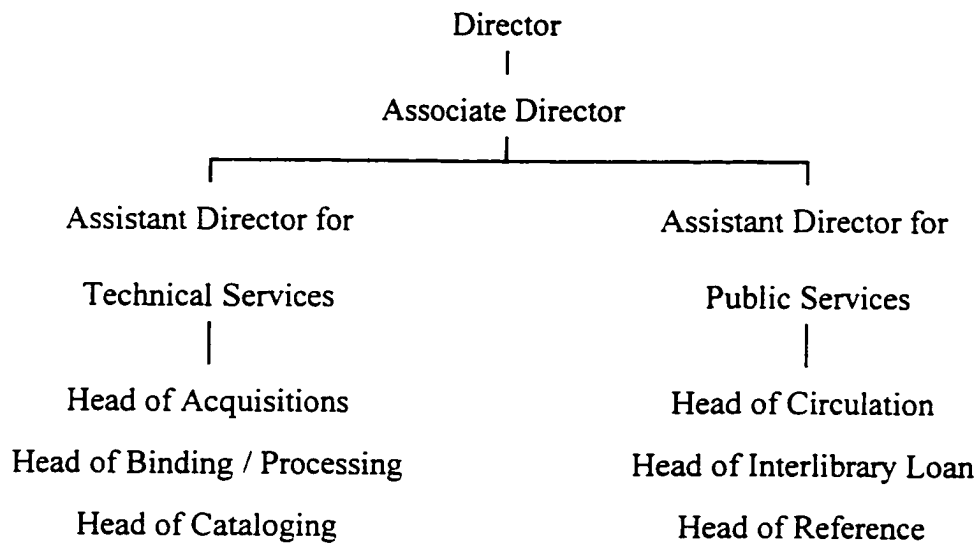 Director
Associate Director
Assistant Director for
Technical Services
Head of Acquisitions
Head of Binding / Processing
Head of Cataloging
Assistant Director for
Public Services
Head of Circulation
Head of Interlibrary Loan
Head of Reference